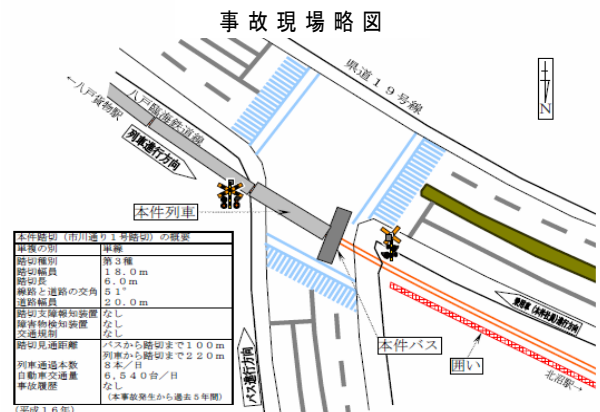 事故現場略図
県道１９号線
N
←八戸貨物駅
八戸臨海鉄道線
列車進行方向
本件列車
本件踏切（市川通り１号踏切）の概要
単複の別 単線
踏切種別 第３種
踏切幅員 １８.０ｍ
踏切長 ６.０ｍ
線路と道路の交角 ５１°
道路幅員 ２０.０ｍ
踏切支障報知装置 なし
障害物検知装置 なし
交通規制 なし
踏切見通距離 バスから踏切まで１００ｍ
列車から踏切まで２２０ｍ
列車通過本数 ８本／日
自動車交通量 ６,５４０台／日
事故履歴 なし
（本事故発生から過去５年間）
（平成１６年）
バス進行方向
本件バス
囲い
北沼駅→